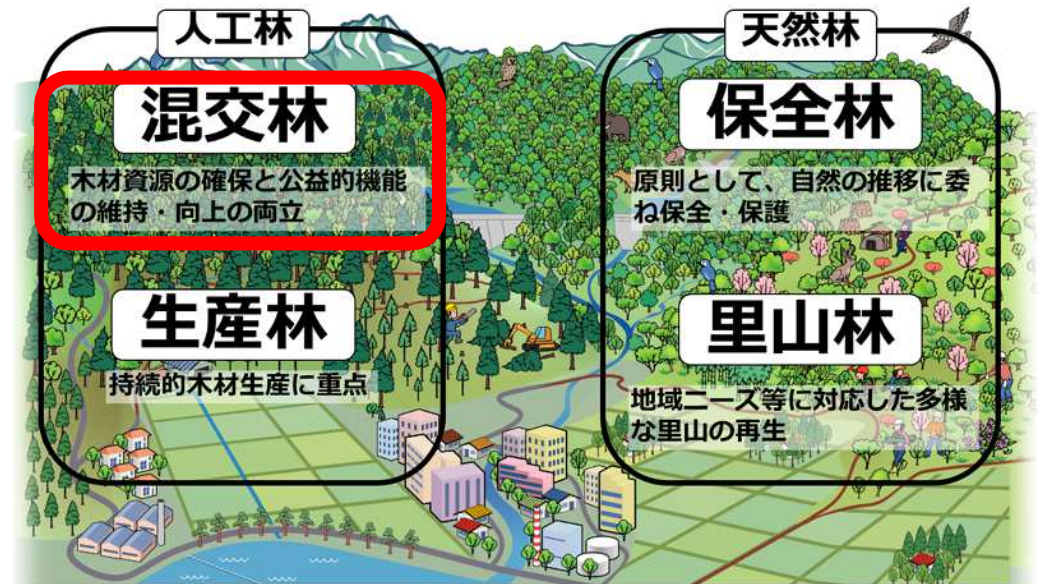 人工林
混交林
木材資源の確保と公益的機能
の維持・向上の両立
生産林
持続的木材生産に重点
天然林
保全林
原則として、自然の推移に委
ね保全・保護
里山林
地域ニーズ等に対応した多様
な里山の再生